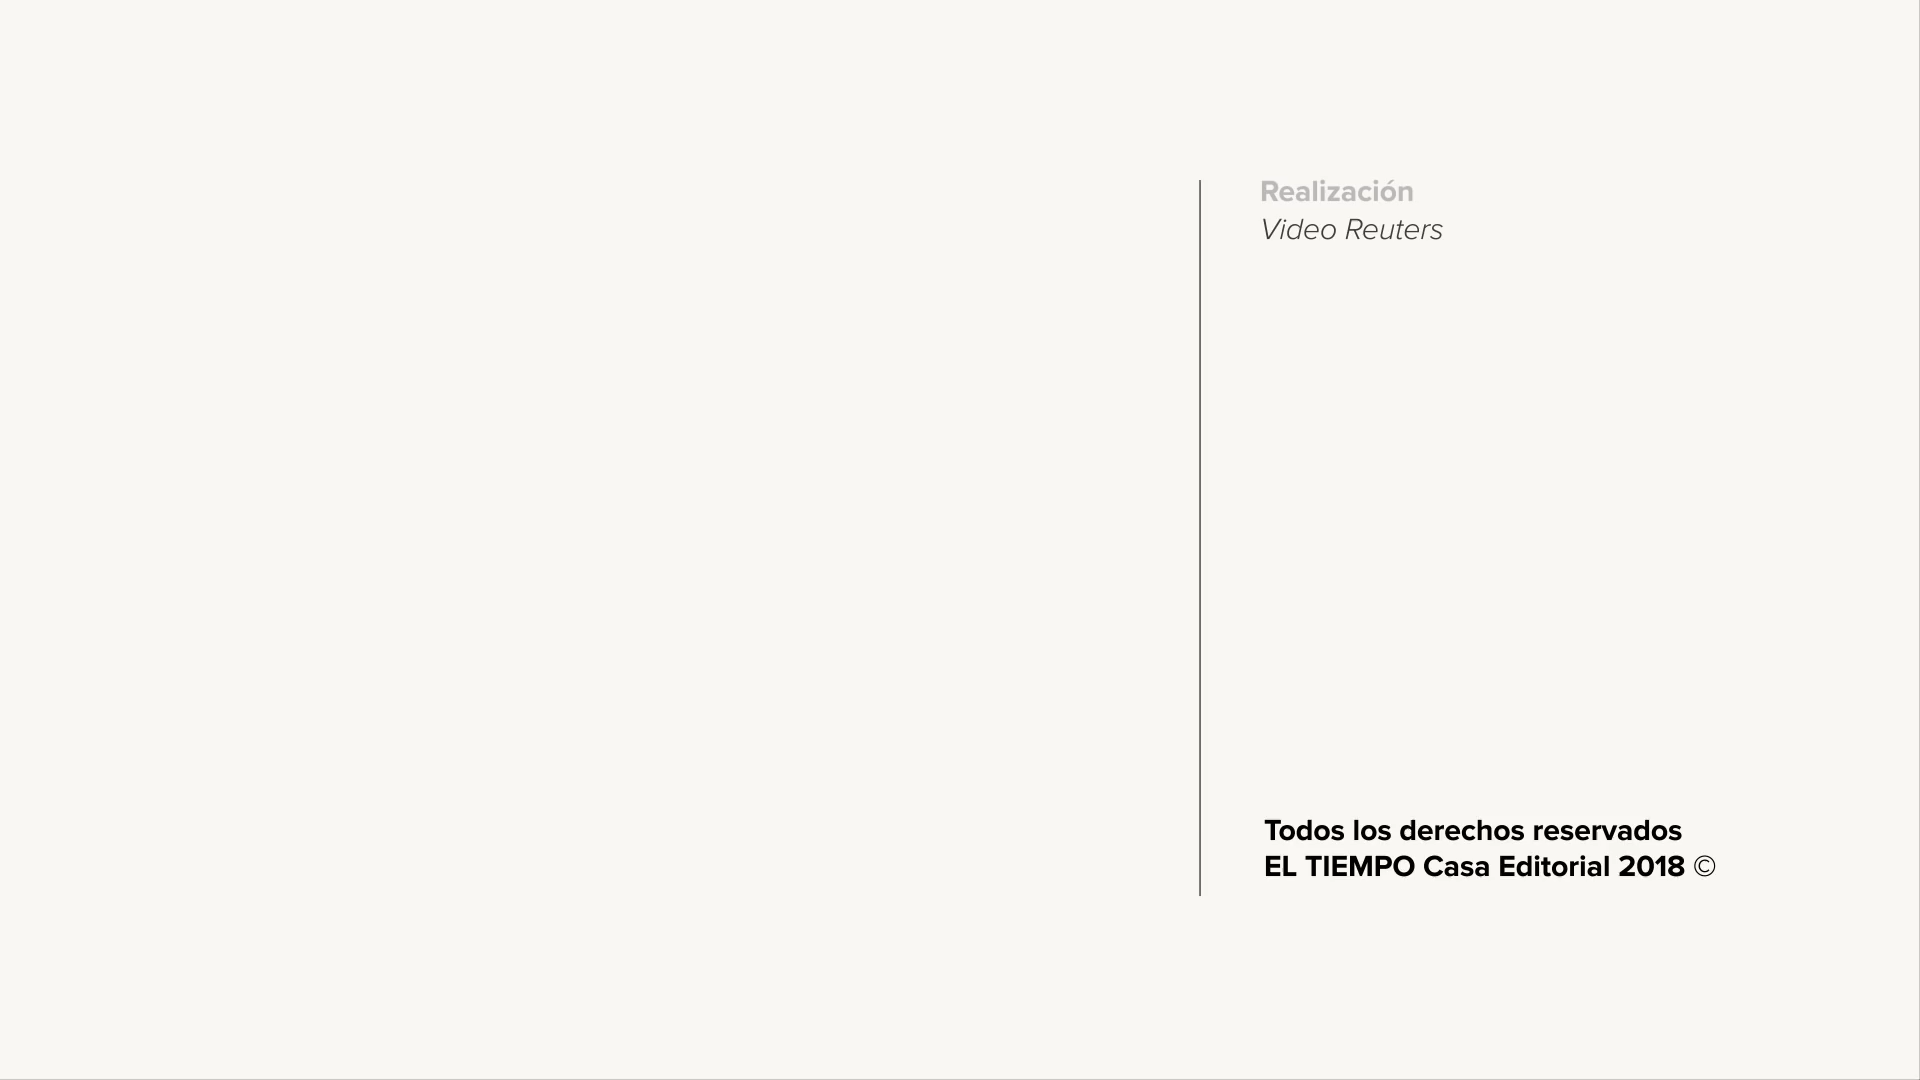 Realización
Video Reuters
Todos los derechos reservados
EL TIEMPO Casa Editorial 2018 ©